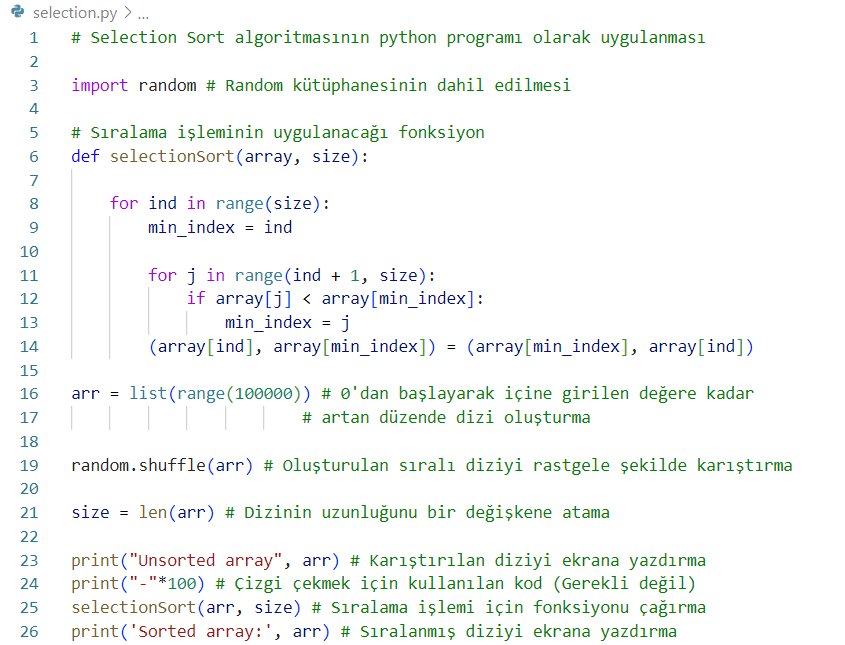 selection.py > ...
1 # Selection Sort algoritmasının python programı olarak uygulanması
2
3 import random # Random kütüphanesinin dahil edilmesi
4
5 # Sıralama işleminin uygulanacağı fonksiyon
6 def selectionSort(array, size):
7
8     for ind in range(size):
9         min_index = ind
10
11         for j in range(ind + 1, size):
12             if array[j] < array[min_index]:
13                 min_index = j
14         (array[ind], array[min_index]) = (array[min_index], array[ind])
15
16 arr = list(range(100000)) # 0'dan başlayarak içine girilen değere kadar
17                         # artan düzende dizi oluşturma
18
19 random.shuffle(arr) # Oluşturulan sıralı diziyi rastgele şekilde karıştırma
20
21 size = len(arr) # Dizinin uzunluğunu bir değişkene atama
22
23 print("Unsorted array", arr) # Karıştırılan diziyi ekrana yazdırma
24 print("-"*100) # Çizgi çekmek için kullanılan kod (Gerekli değil)
25 selectionSort(arr, size) # Sıralama işlemi için fonksiyonu çağırma
26 print('Sorted array:', arr) # Sıralanmış diziyi ekrana yazdırma